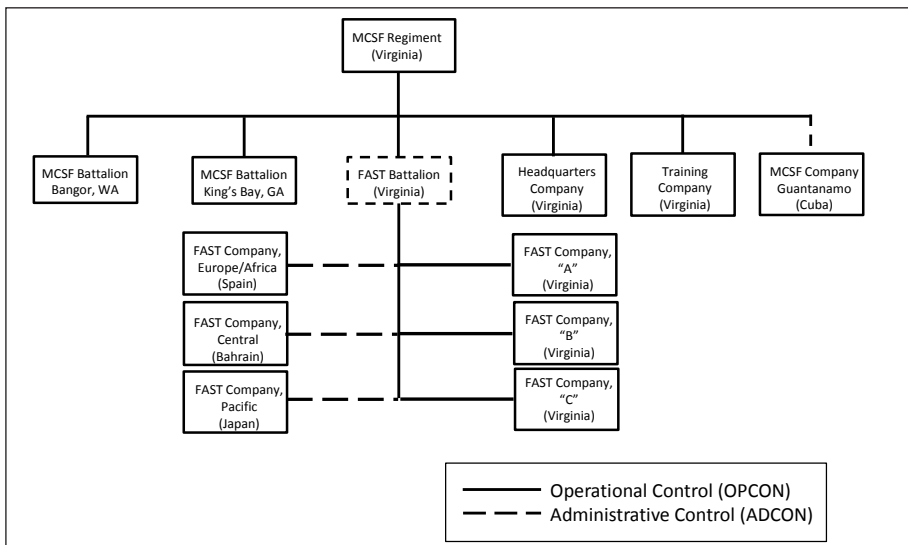 MCSF Regiment
(Virginia)
MCSF Battalion
Bangor, WA
MCSF Battalion
King's Bay, GA
FAST Battalion
(Virginia)
Headquarters
Company
(Virginia)
Training
Company
(Virginia)
MCSF Company
Guantanamo
(Cuba)
FAST Company,
Europe/Africa
(Spain)
FAST Company,
"A"
(Virginia)
FAST Company,
Central
(Bahrain)
FAST Company,
"B"
(Virginia)
FAST Company,
Pacific
(Japan)
FAST Company,
"C"
(Virginia)
Operational Control (OPCON)
Administrative Control (ADCON)